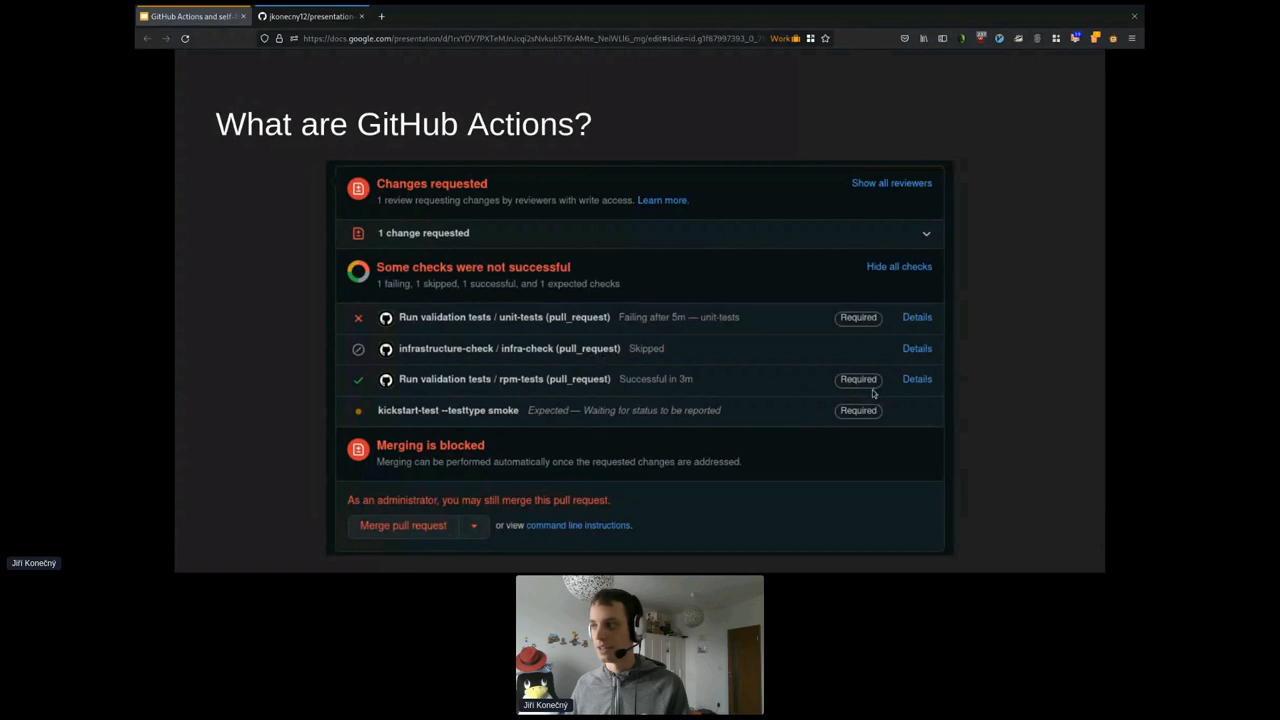 GitHub Actions and self-
jkonecny12/presentation-
Work
What are GitHub Actions?
Changes requested
Show all reviewers
1 review requesting changes by reviewers with write access. Learn more.
1 change requested
Some checks were not successful
Hide all checks
1 failing, 1 skipped, 1 successful, and 1 expected checks
Run validation tests / unit-tests (pull_request) Failing after 5m — unit-tests Required Details
infrastructure-check / infra-check (pull_request) Skipped Details
Run validation tests / rpm-tests (pull_request) Successful in 3m Required Details
kickstart-test --testtype smoke Expected — Waiting for status to be reported Required
Merging is blocked
Merging can be performed automatically once the requested changes are addressed.
As an administrator, you may still merge this pull request.
Merge pull request or view command line instructions.
Jiří Konečný
Jiří Konečný